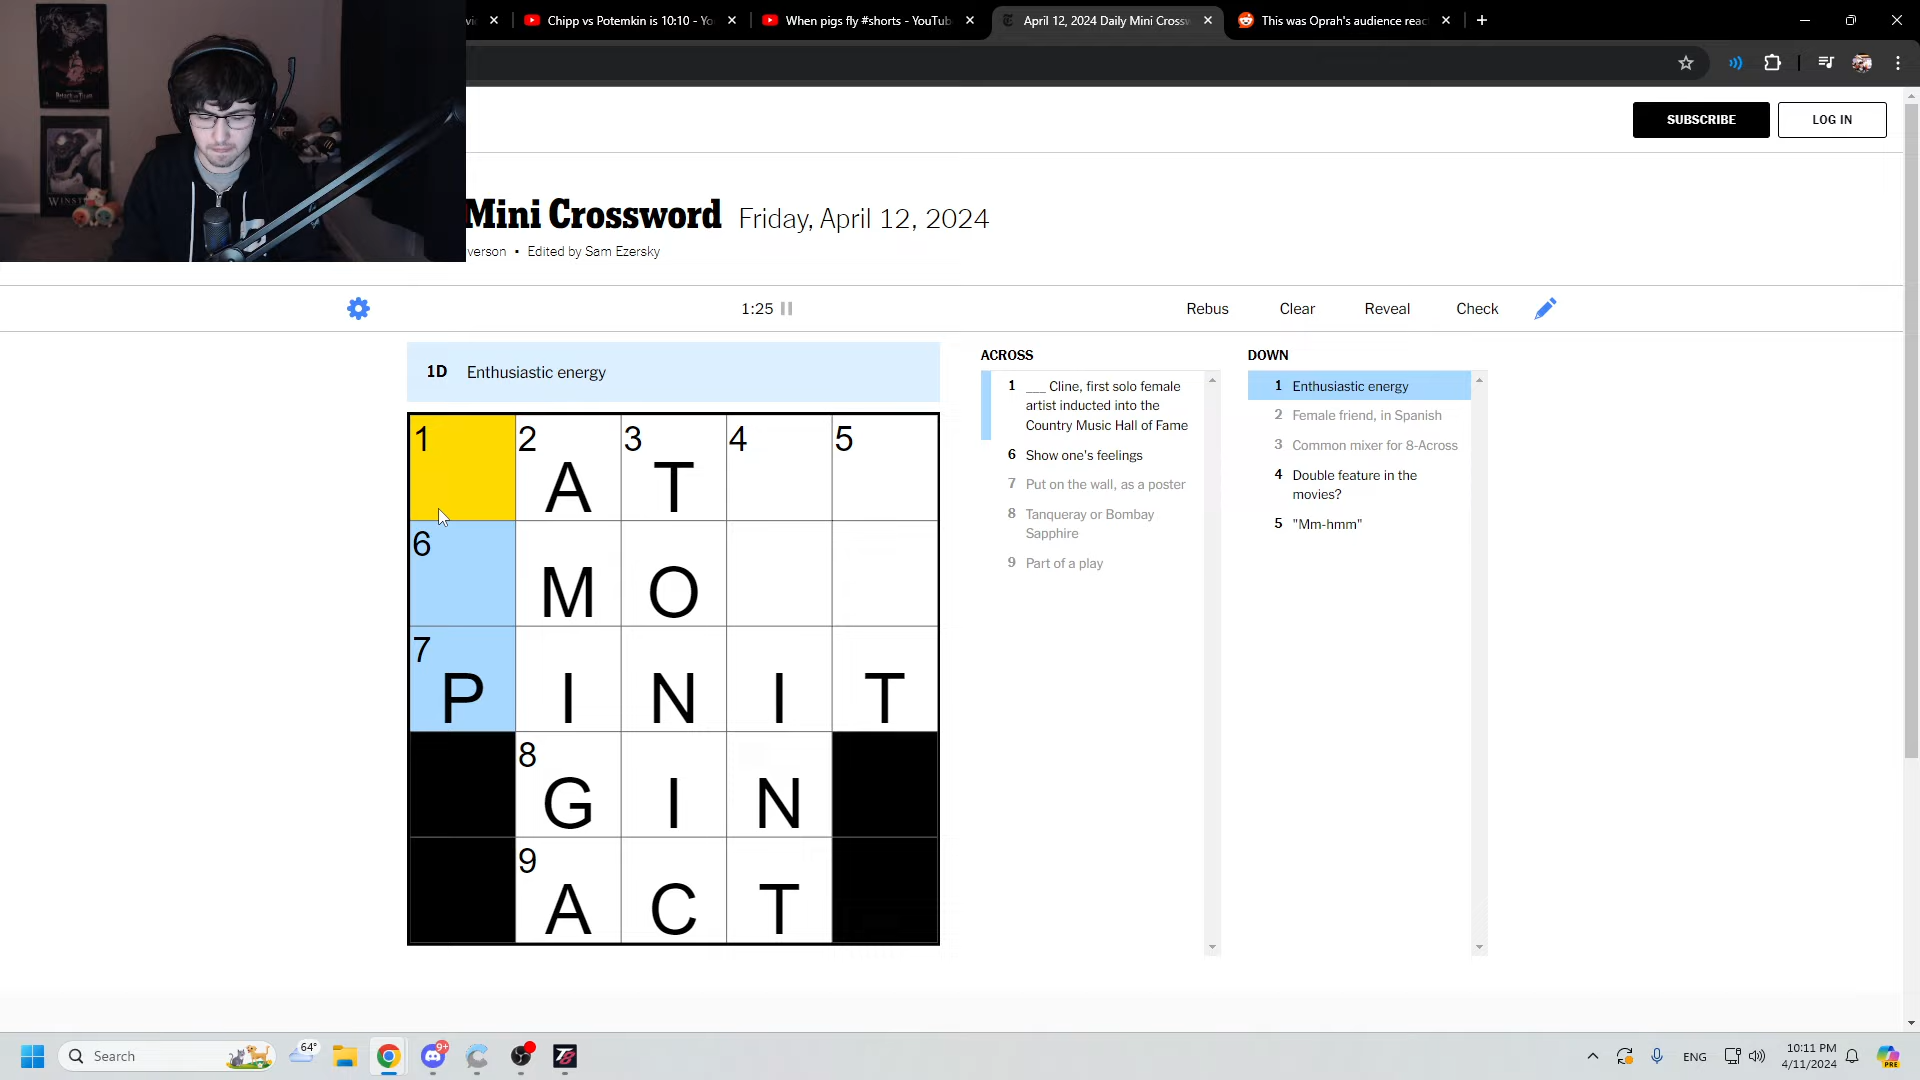 Chipp vs Potemkin is 10:10 - Yo
When pigs fly #shorts - YouTub
April 12, 2024 Daily Mini Crossw
This was Oprah's audience reac
SUBSCRIBE
LOG IN
Mini Crossword
Friday, April 12, 2024
verson • Edited by Sam Ezersky
1:25
Rebus
Clear
Reveal
Check
1D Enthusiastic energy
1
2
A
3
T
4
5
6
M
O
7
P
I
N
I
T
8
G
I
N
9
A
C
T
ACROSS
1 ___ Cline, first solo female
artist inducted into the
Country Music Hall of Fame
6 Show one's feelings
7 Put on the wall, as a poster
8 Tanqueray or Bombay
Sapphire
9 Part of a play
DOWN
1 Enthusiastic energy
2 Female friend, in Spanish
3 Common mixer for 8-Across
4 Double feature in the
movies?
5 "Mm-hmm"
WINST
Search
64°
9+
ENG
10:11 PM
4/11/2024
PRE